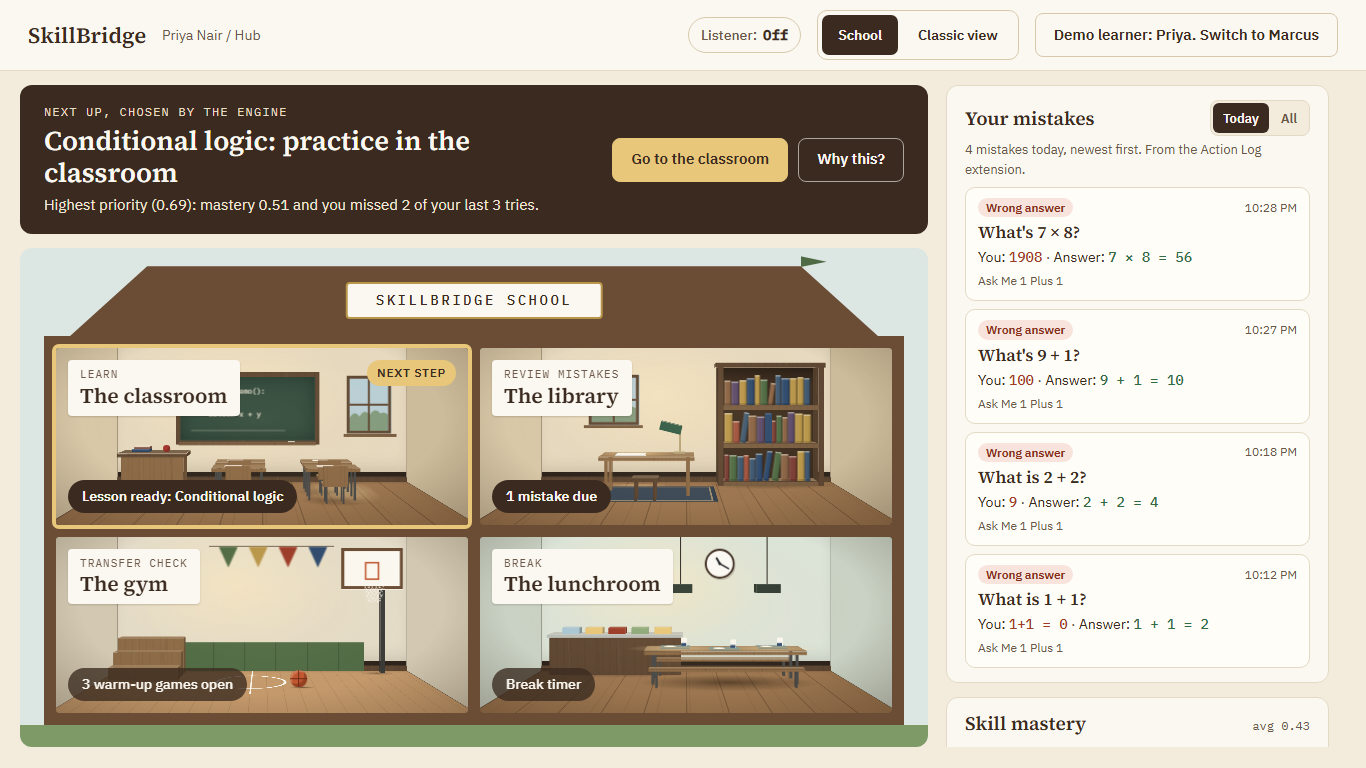 SkillBridge
Priya Nair / Hub
Listener: Off
School
Classic view
Demo learner: Priya. Switch to Marcus
NEXT UP, CHOSEN BY THE ENGINE
Conditional logic: practice in the
classroom
Highest priority (0.69): mastery 0.51 and you missed 2 of your last 3 tries.
Go to the classroom
Why this?
SKILLBRIDGE SCHOOL
LEARN
The classroom
NEXT STEP
x + y
Lesson ready: Conditional logic
REVIEW MISTAKES
The library
1 mistake due
TRANSFER CHECK
The gym
3 warm-up games open
BREAK
The lunchroom
Break timer
Your mistakes
Today
All
4 mistakes today, newest first. From the Action Log
extension.
Wrong answer
10:28 PM
What's 7 × 8?
You: 1908 · Answer: 7 × 8 = 56
Ask Me 1 Plus 1
Wrong answer
10:27 PM
What's 9 + 1?
You: 100 · Answer: 9 + 1 = 10
Ask Me 1 Plus 1
Wrong answer
10:18 PM
What is 2 + 2?
You: 9 · Answer: 2 + 2 = 4
Ask Me 1 Plus 1
Wrong answer
10:12 PM
What is 1 + 1?
You: 1+1 = 0 · Answer: 1 + 1 = 2
Ask Me 1 Plus 1
Skill mastery
avg 0.43